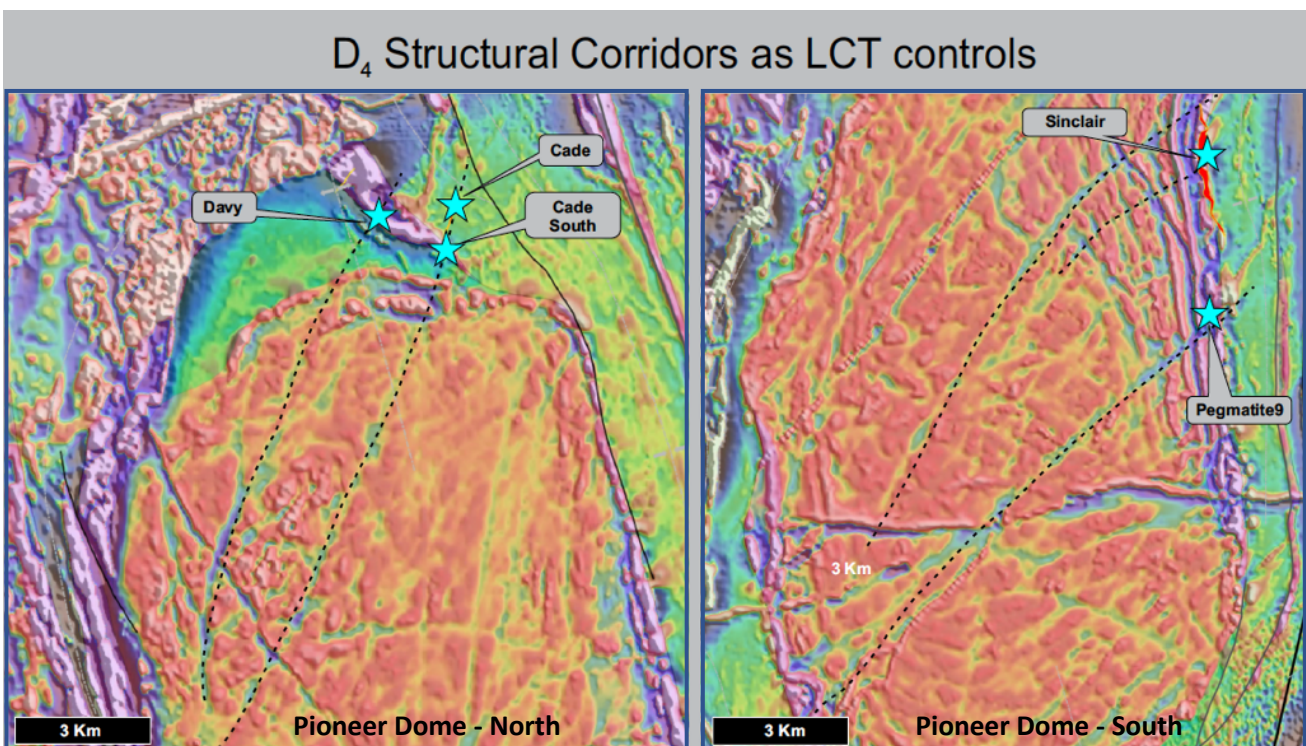 D4 Structural Corridors as LCT controls
Cade
Davy
Cade
South
3 Km
Pioneer Dome - North
Sinclair
Pegmatite9
3 Km
3 Km
Pioneer Dome - South